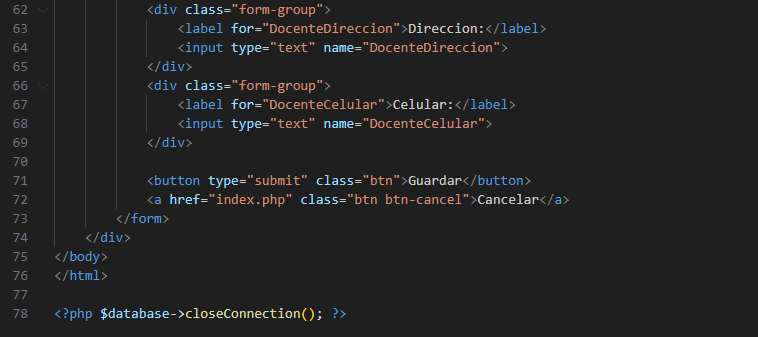 62 <div class="form-group">
63 <label for="DocenteDireccion">Direccion:</label>
64 <input type="text" name="DocenteDireccion">
65 </div>
66 <div class="form-group">
67 <label for="DocenteCelular">Celular:</label>
68 <input type="text" name="DocenteCelular">
69 </div>
70
71 <button type="submit" class="btn">Guardar</button>
72 <a href="index.php" class="btn btn-cancel">Cancelar</a>
73 </form>
74 </div>
75 </body>
76 </html>
77
78 <?php $database->closeConnection(); ?>